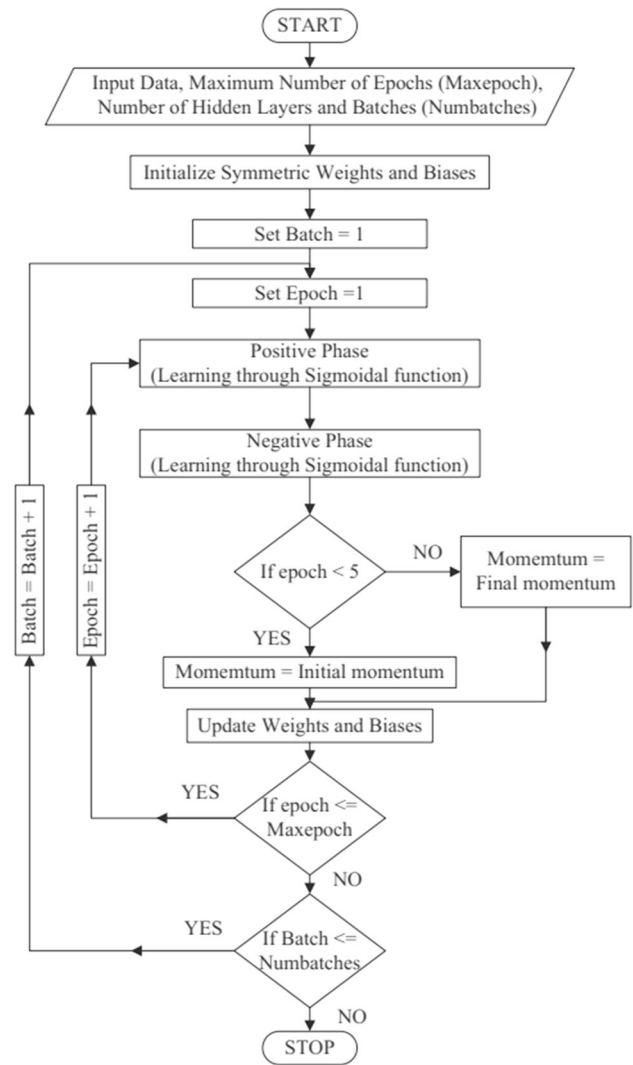 START
Input Data, Maximum Number of Epochs (Maxepoch),
Number of Hidden Layers and Batches (Numbatches)
Initialize Symmetric Weights and Biases
Set Batch = 1
Set Epoch =1
Positive Phase
(Learning through Sigmoidal function)
Negative Phase
(Learning through Sigmoidal function)
Batch = Batch + 1
Epoch = Epoch + 1
If epoch < 5
NO
Momemtum =
Final momentum
YES
Momemtum = Initial momentum
Update Weights and Biases
YES
If epoch <=
Maxepoch
NO
YES
If Batch <=
Numbatches
NO
STOP